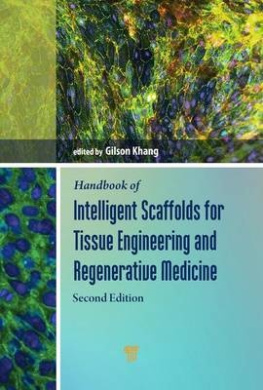 edited by Gilson Khang
Handbook of
Intelligent Scaffolds for
Tissue Engineering and
Regenerative Medicine
Second Edition